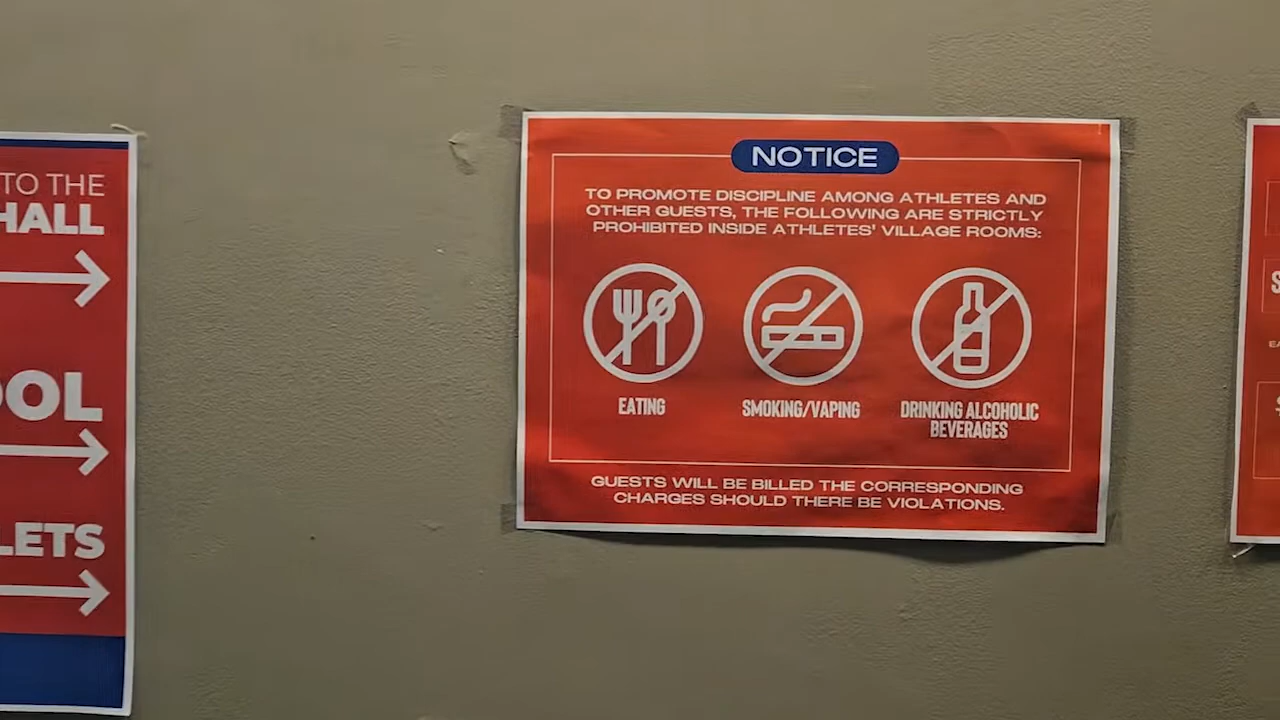 TO THE
HALL
LETS
NOTICE
TO PROMOTE DISCIPLINE AMONG ATHLETES AND
OTHER GUESTS, THE FOLLOWING ARE STRICTLY
PROHIBITED INSIDE ATHLETES' VILLAGE ROOMS:
EATING
SMOKING/VAPING
DRINKING ALCOHOLIC
BEVERAGES
GUESTS WILL BE BILLED THE CORRESPONDING
CHARGES SHOULD THERE BE VIOLATIONS.